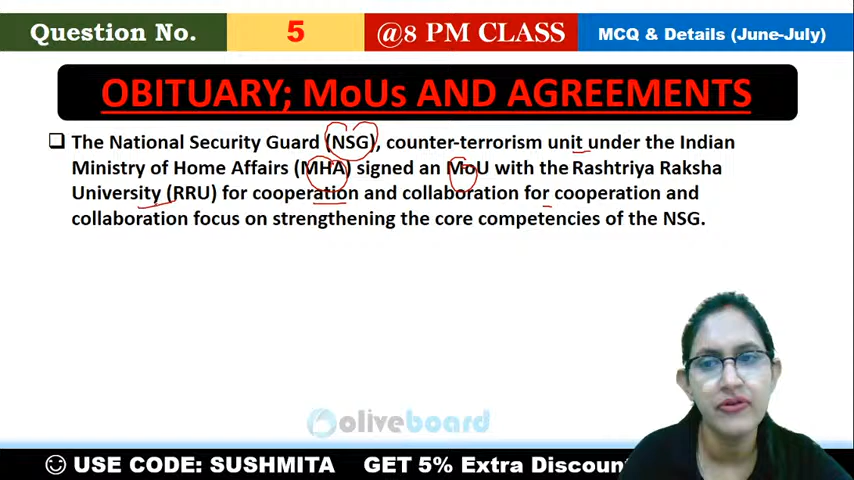 Question No. 5 @8 PM CLASS MCQ & Details (June-July)
OBITUARY; MoUs AND AGREEMENTS
The National Security Guard (NSG), counter-terrorism unit under the Indian
Ministry of Home Affairs (MHA) signed an MoU with the Rashtriya Raksha
University (RRU) for cooperation and collaboration for cooperation and
collaboration focus on strengthening the core competencies of the NSG.
oliveboard
USE CODE: SUSHMITA GET 5% Extra Discoun